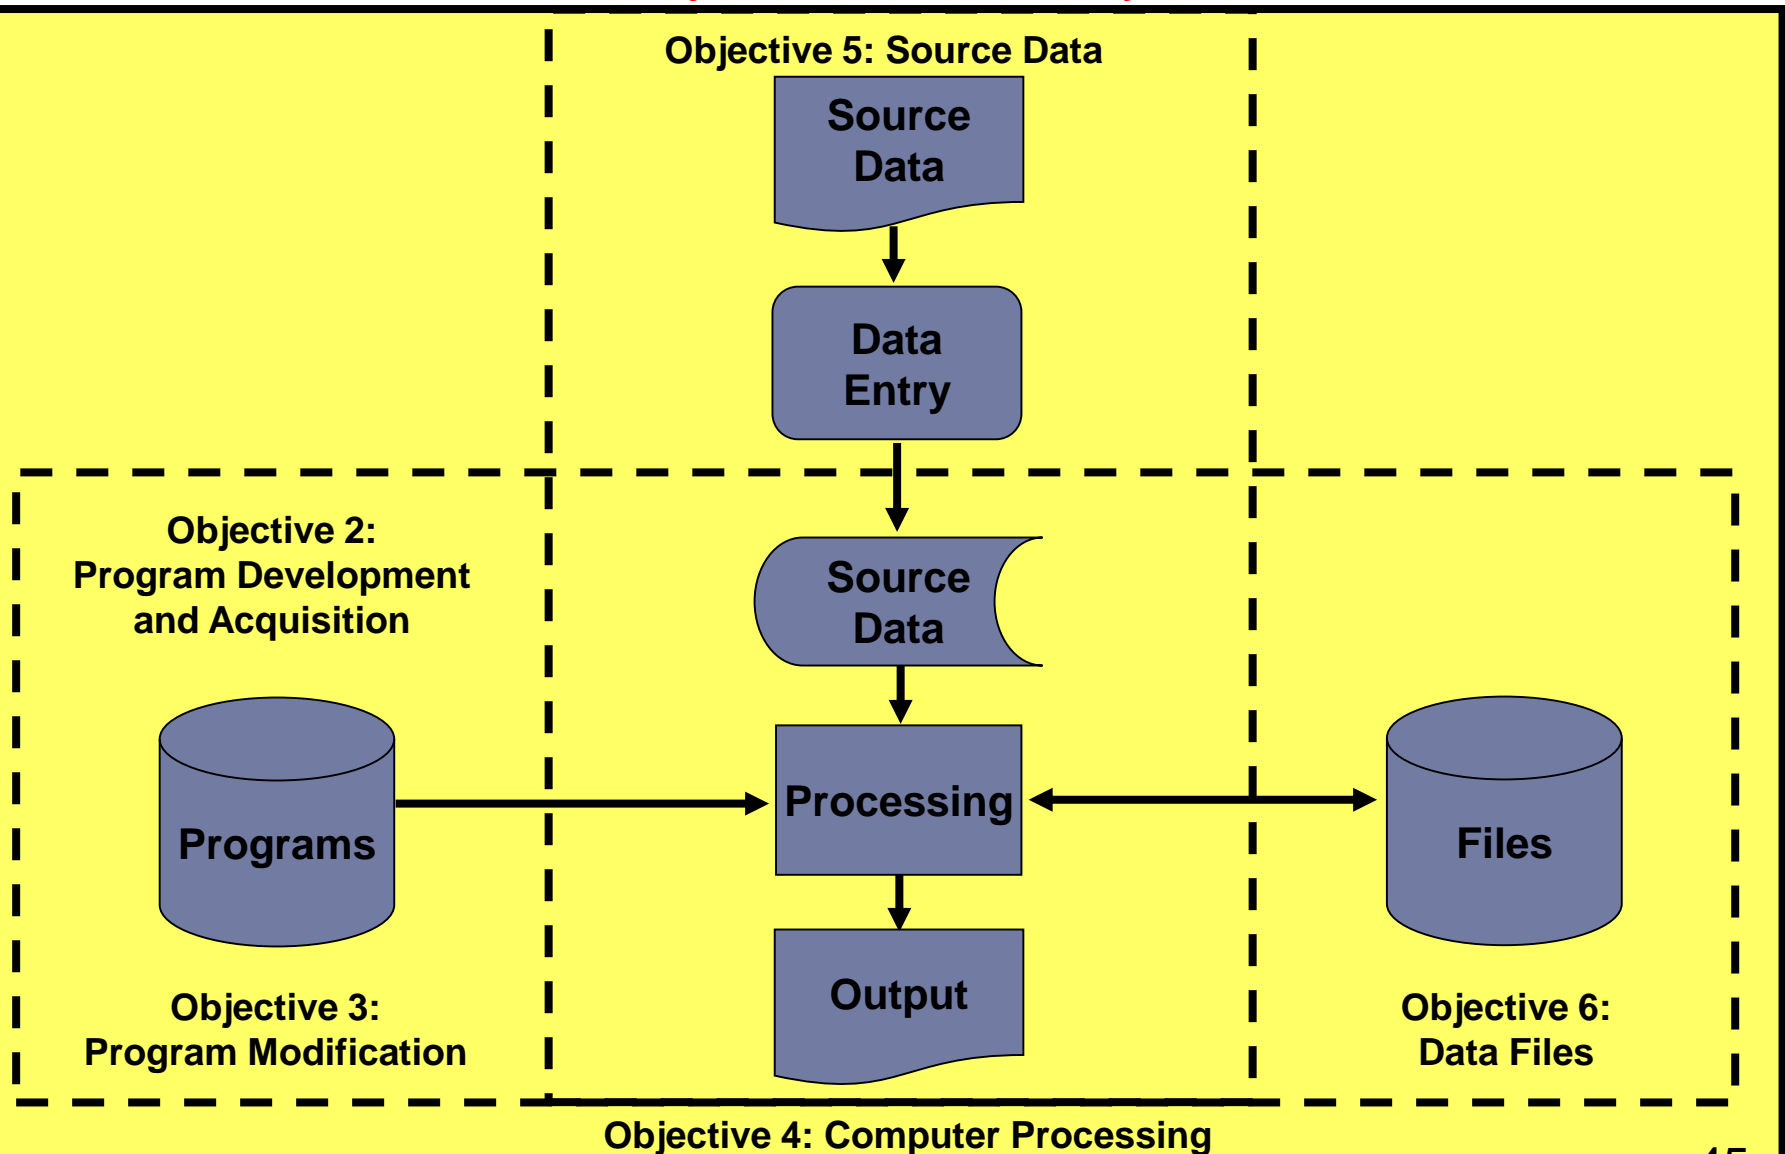 Objective 5: Source Data
Source
Data
Data
Entry
Objective 2:
Program Development
and Acquisition
Source
Data
Programs
Processing
Files
Output
Objective 3:
Program Modification
Objective 6:
Data Files
Objective 4: Computer Processing